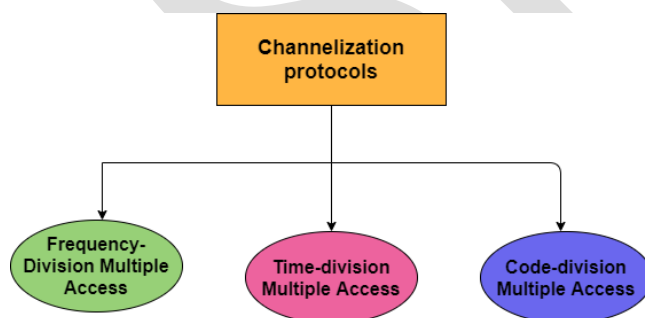 Channelization
protocols
Frequency-
Division Multiple
Access
Time-division
Multiple Access
Code-division
Multiple Access